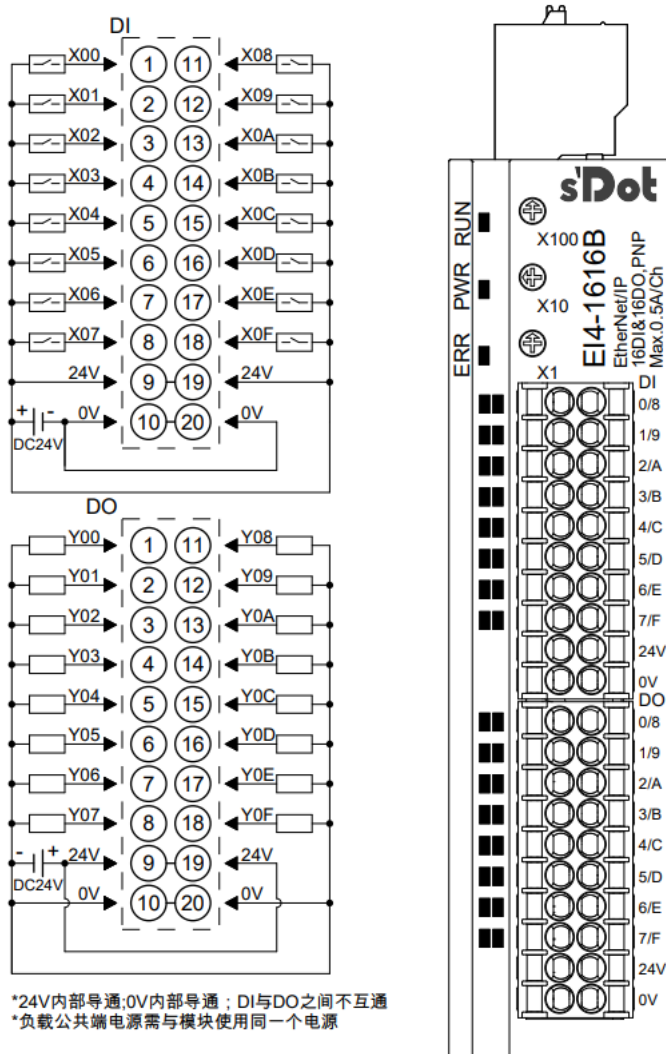 DI
X00 1 11 X08
X01 2 12 X09
X02 3 13 X0A
X03 4 14 X0B
X04 5 15 X0C
X05 6 16 X0D
X06 7 17 X0E
X07 8 18 X0F
24V 9 19 24V
+ - 0V 10 20 0V
DC24V
DO
Y00 1 11 Y08
Y01 2 12 Y09
Y02 3 13 Y0A
Y03 4 14 Y0B
Y04 5 15 Y0C
Y05 6 16 Y0D
Y06 7 17 Y0E
Y07 8 18 Y0F
- + 24V 9 19 24V
DC24V
0V 10 20 0V
*24V内部导通;0V内部导通；DI与DO之间不互通
*负载公共端电源需与模块使用同一个电源
s'Dot
RUN
PWR
ERR
X100
X10
X1
EI4-1616B
EtherNet/IP
16DI&16DO,PNP
Max.0.5A/Ch
DI
0/8
1/9
2/A
3/B
4/C
5/D
6/E
7/F
24V
0V
DO
0/8
1/9
2/A
3/B
4/C
5/D
6/E
7/F
24V
0V